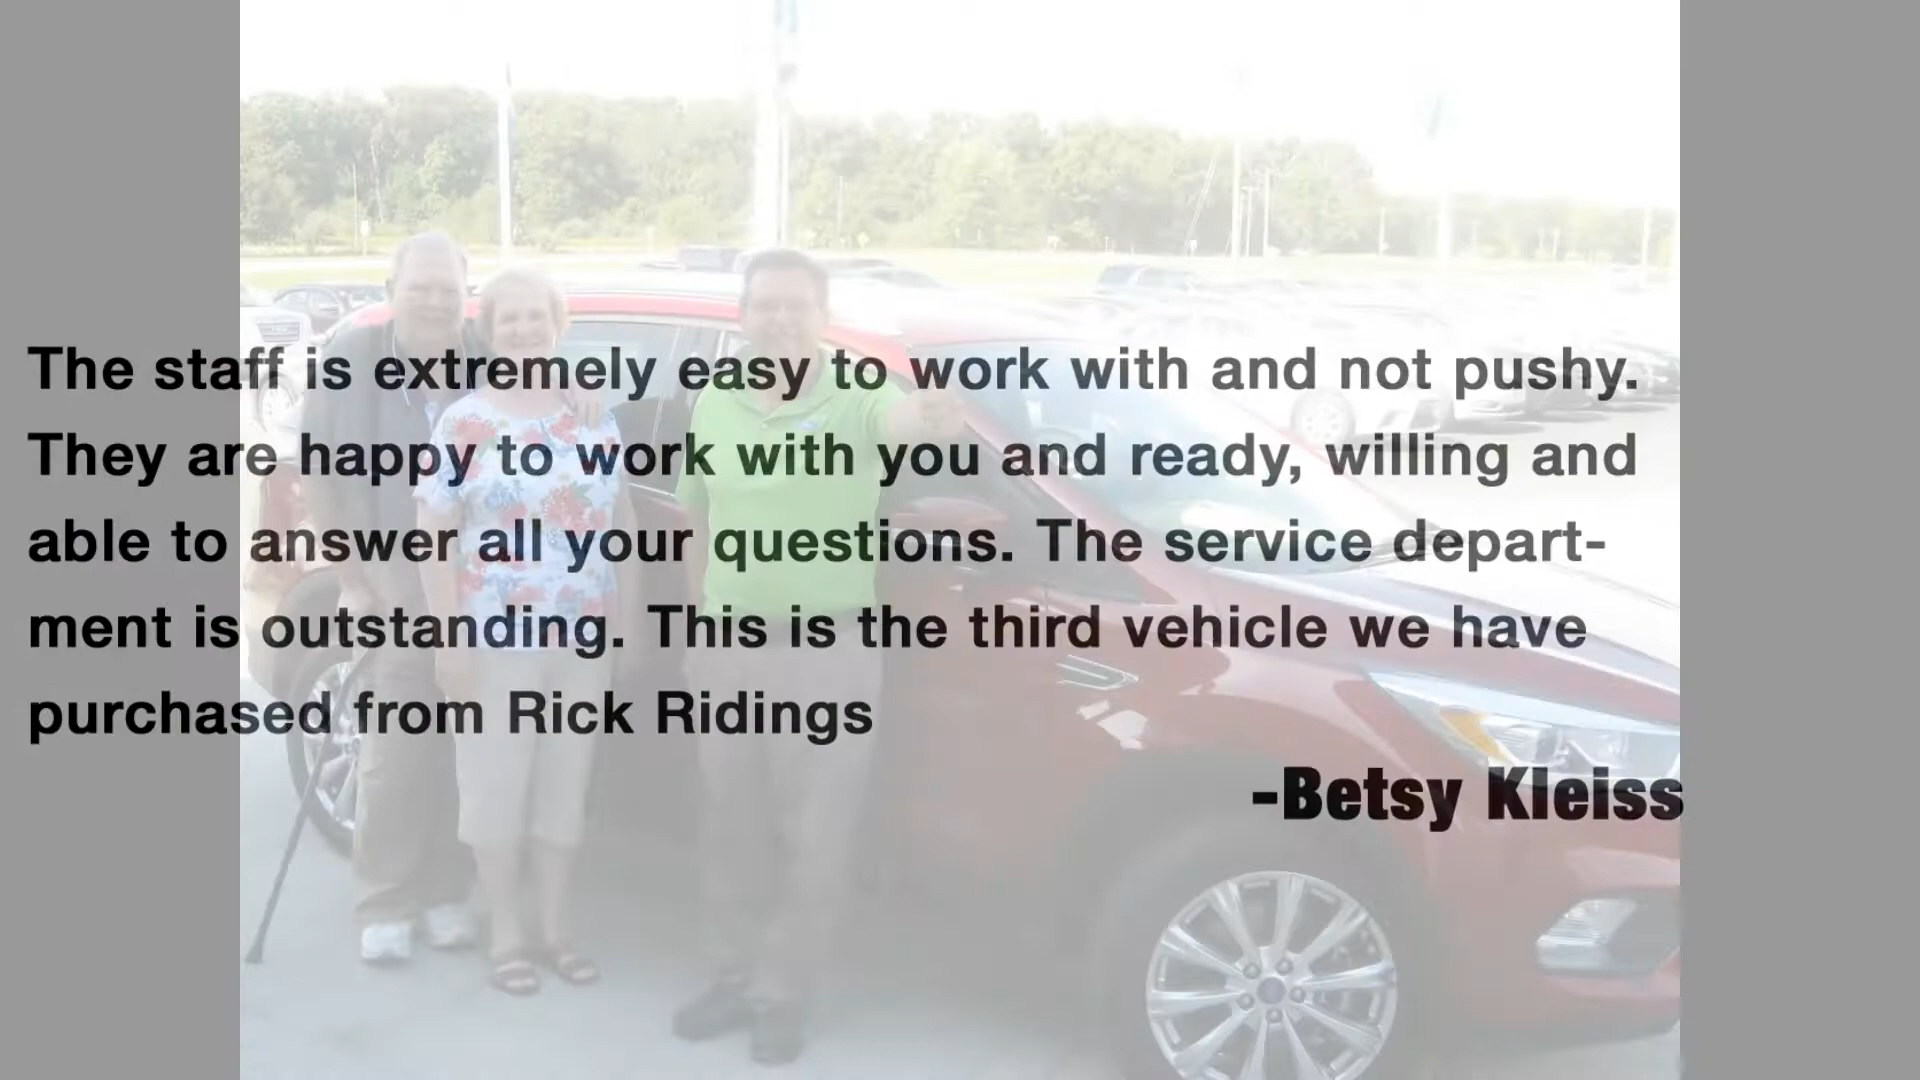 The staff is extremely easy to work with and not pushy.
They are happy to work with you and ready, willing and
able to answer all your questions. The service depart-
ment is outstanding. This is the third vehicle we have
purchased from Rick Ridings
-Betsy Kleiss